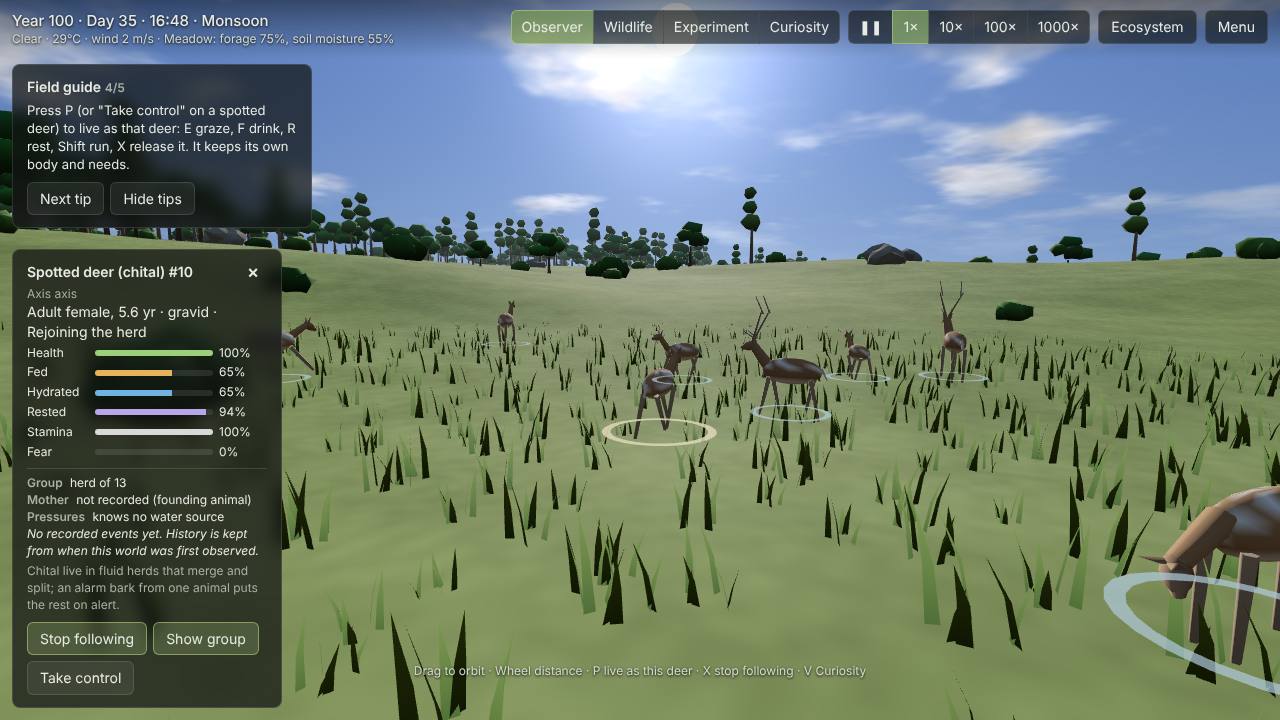 Year 100 · Day 35 · 16:48 · Monsoon
Clear · 29°C · wind 2 m/s · Meadow: forage 75%, soil moisture 55%
Observer
Wildlife
Experiment
Curiosity
1×
10×
100×
1000×
Ecosystem
Menu
Field guide 4/5
Press P (or "Take control" on a spotted
deer) to live as that deer: E graze, F drink, R
rest, Shift run, X release it. It keeps its own
body and needs.
Next tip
Hide tips
Spotted deer (chital) #10
×
Axis axis
Adult female, 5.6 yr · gravid ·
Rejoining the herd
Health 100%
Fed 65%
Hydrated 65%
Rested 94%
Stamina 100%
Fear 0%
Group herd of 13
Mother not recorded (founding animal)
Pressures knows no water source
No recorded events yet. History is kept
from when this world was first observed.
Chital live in fluid herds that merge and
split; an alarm bark from one animal puts
the rest on alert.
Stop following
Show group
Take control
Drag to orbit · Wheel distance · P live as this deer · X stop following · V Curiosity